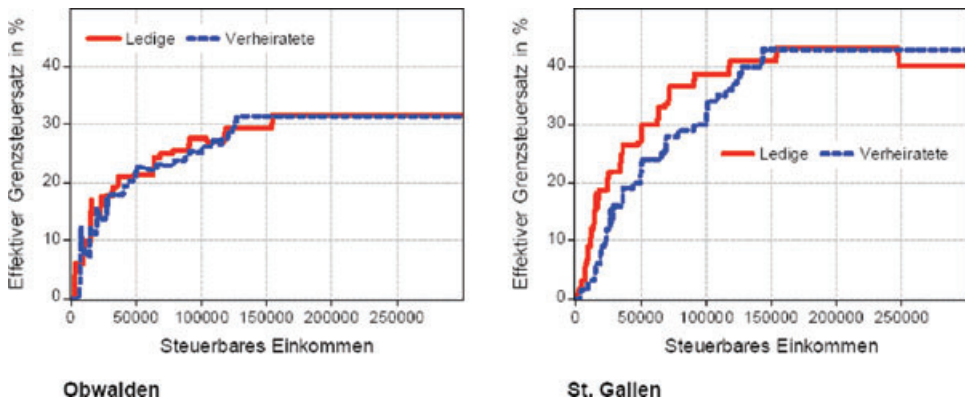 Effektiver Grenzsteuersatz in %
Ledige
Verheiratete
40
30
20
10
0
0 50000 100000 150000 200000 250000
Steuerbares Einkommen
Obwalden
Effektiver Grenzsteuersatz in %
40
30
20
10
0
Ledige
Verheiratete
0 50000 100000 150000 200000 250000
Steuerbares Einkommen
St. Gallen